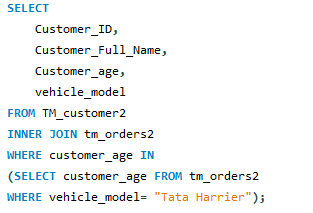 SELECT
Customer_ID,
Customer_Full_Name,
Customer_age,
vehicle_model
FROM TM_customer2
INNER JOIN tm_orders2
WHERE customer_age IN
(SELECT customer_age FROM tm_orders2
WHERE vehicle_model= "Tata Harrier");